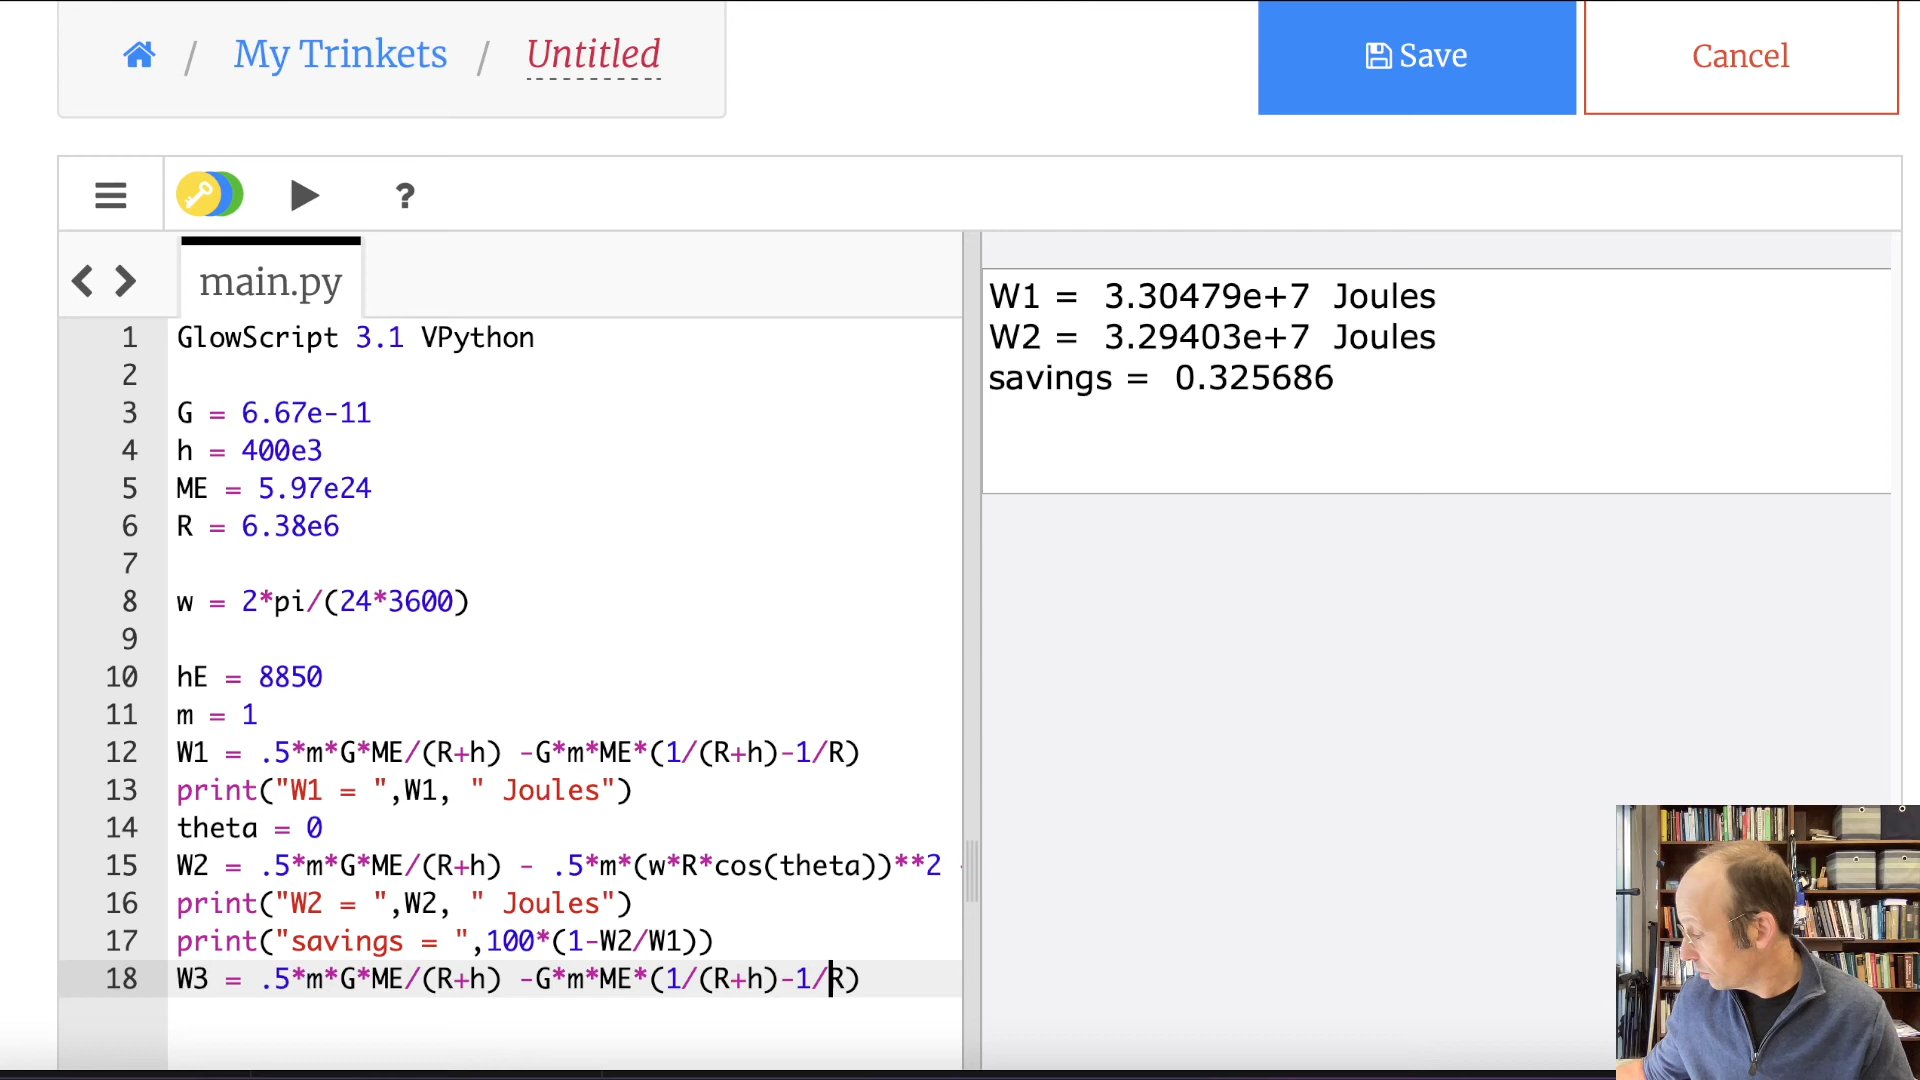 / My Trinkets / Untitled
Save
Cancel
?
main.py
1 GlowScript 3.1 VPython
2
3 G = 6.67e-11
4 h = 400e3
5 ME = 5.97e24
6 R = 6.38e6
7
8 w = 2*pi/(24*3600)
9
10 hE = 8850
11 m = 1
12 W1 = .5*m*G*ME/(R+h) -G*m*ME*(1/(R+h)-1/R)
13 print("W1 = ",W1, " Joules")
14 theta = 0
15 W2 = .5*m*G*ME/(R+h) - .5*m*(w*R*cos(theta))**2 -
16 print("W2 = ",W2, " Joules")
17 print("savings = ",100*(1-W2/W1))
18 W3 = .5*m*G*ME/(R+h) -G*m*ME*(1/(R+h)-1/R)
W1 = 3.30479e+7 Joules
W2 = 3.29403e+7 Joules
savings = 0.325686